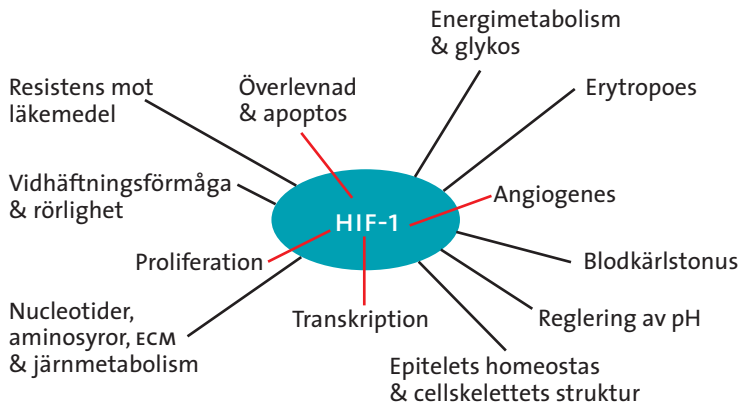 Energimetabolism
& glykos
Resistens mot
läkemedel
Överlevnad
& apoptos
Erytropoes
Vidhäftningsförmåga
& rörlighet
Angiogenes
HIF-1
Proliferation
Blodkärlstonus
Nucleotider,
aminosyror, ECM
& järnmetabolism
Transkription
Reglering av pH
Epitelets homeostas
& cellskelettets struktur